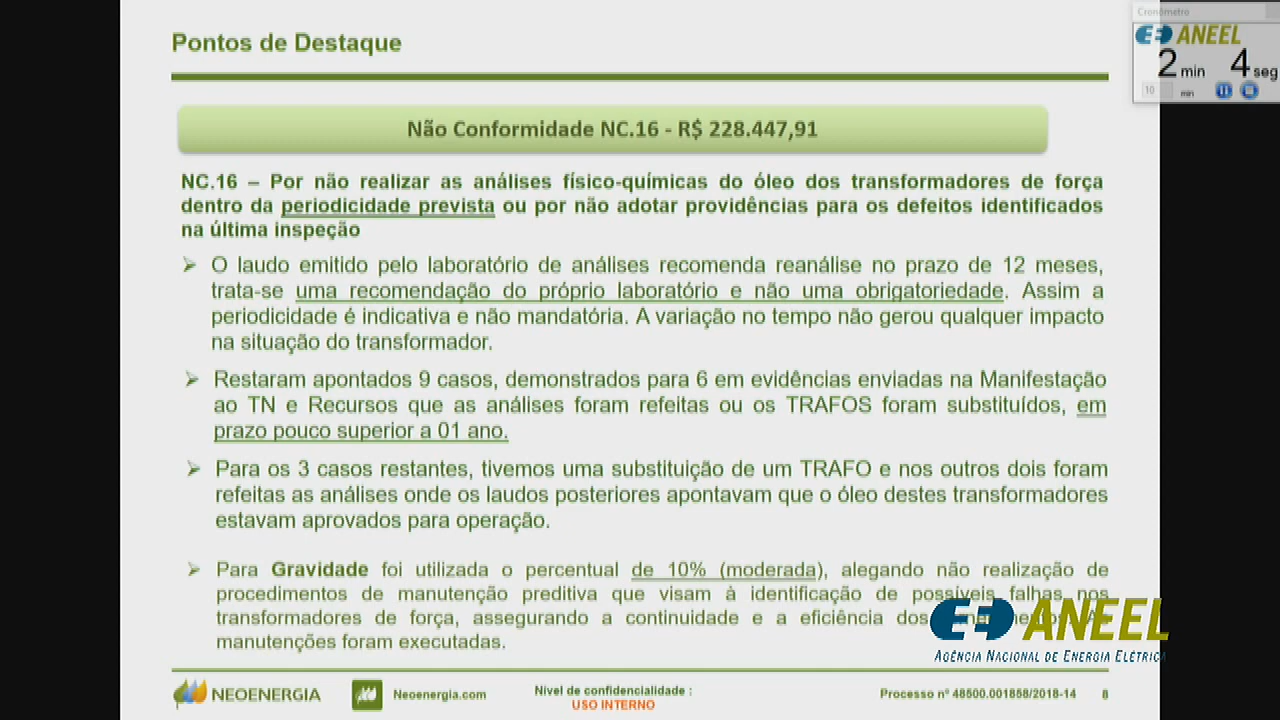 Pontos de Destaque
Cronômetro
ANEEL
2 min 4 seg
10 min
Não Conformidade NC.16 - R$ 228.447,91
NC.16 – Por não realizar as análises físico-químicas do óleo dos transformadores de força
dentro da periodicidade prevista ou por não adotar providências para os defeitos identificados
na última inspeção
➢ O laudo emitido pelo laboratório de análises recomenda reanálise no prazo de 12 meses,
trata-se uma recomendação do próprio laboratório e não uma obrigatoriedade. Assim a
periodicidade é indicativa e não mandatória. A variação no tempo não gerou qualquer impacto
na situação do transformador.
➢ Restaram apontados 9 casos, demonstrados para 6 em evidências enviadas na Manifestação
ao TN e Recursos que as análises foram refeitas ou os TRAFOS foram substituídos, em
prazo pouco superior a 01 ano.
➢ Para os 3 casos restantes, tivemos uma substituição de um TRAFO e nos outros dois foram
refeitas as análises onde os laudos posteriores apontavam que o óleo destes transformadores
estavam aprovados para operação.
➢ Para Gravidade foi utilizada o percentual de 10% (moderada), alegando não realização de
procedimentos de manutenção preditiva que visam à identificação de possíveis falhas nos
transformadores de força, assegurando a continuidade e a eficiência dos
manutenções foram executadas.
ANEEL
AGÊNCIA NACIONAL DE ENERGIA ELÉTRICA
NEOENERGIA
Neoenergia.com
Nível de confidencialidade :
USO INTERNO
Processo nº 48500.001858/2018-14 8